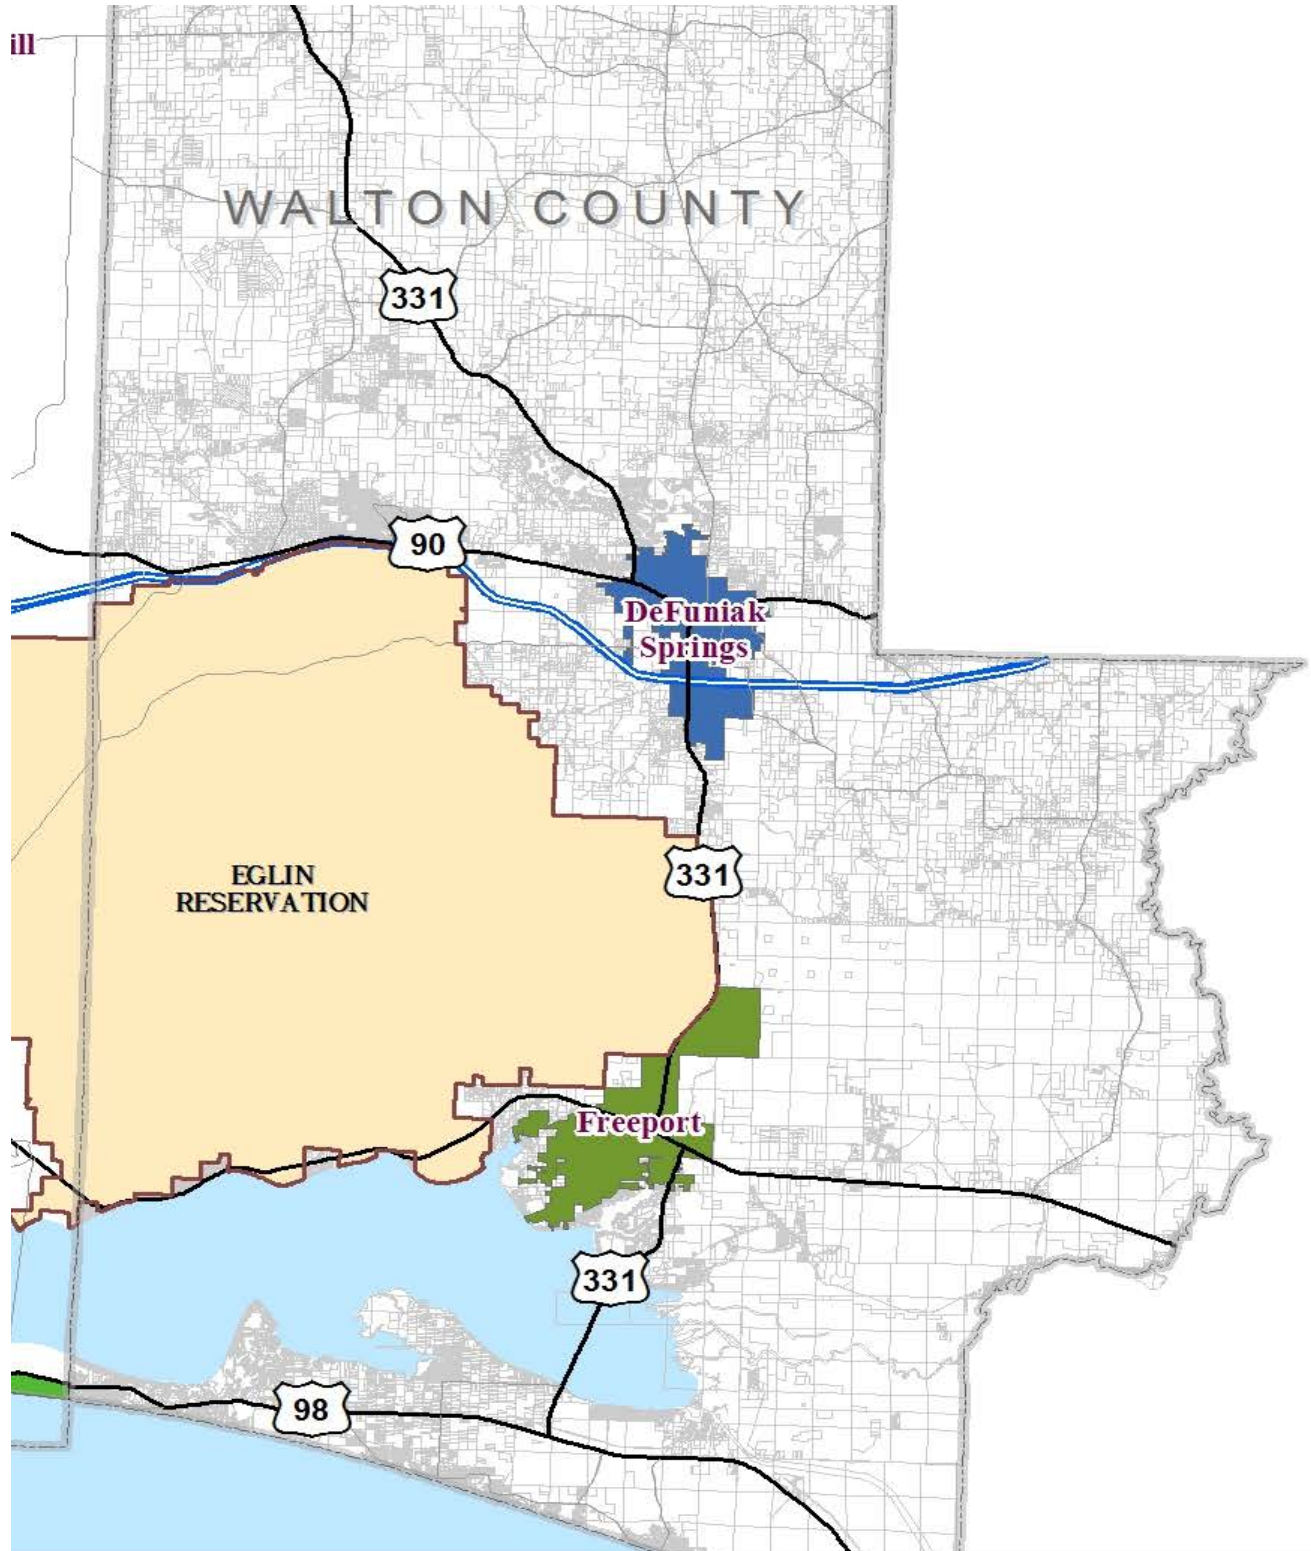 ill
WALTON COUNTY
331
90
DeFuniak
Springs
331
EGLIN
RESERVATION
Freeport
331
98